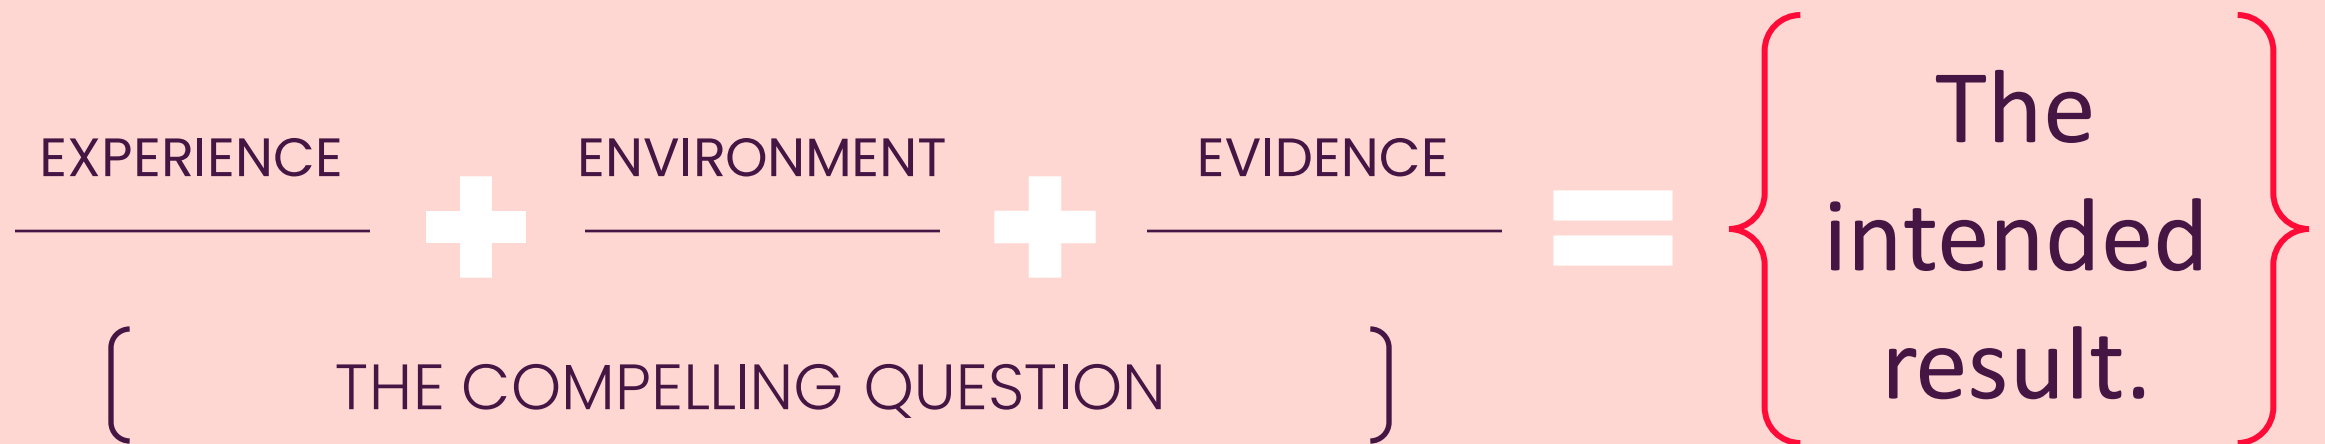 EXPERIENCE ENVIRONMENT EVIDENCE
THE COMPELLING QUESTION
The
intended
result.